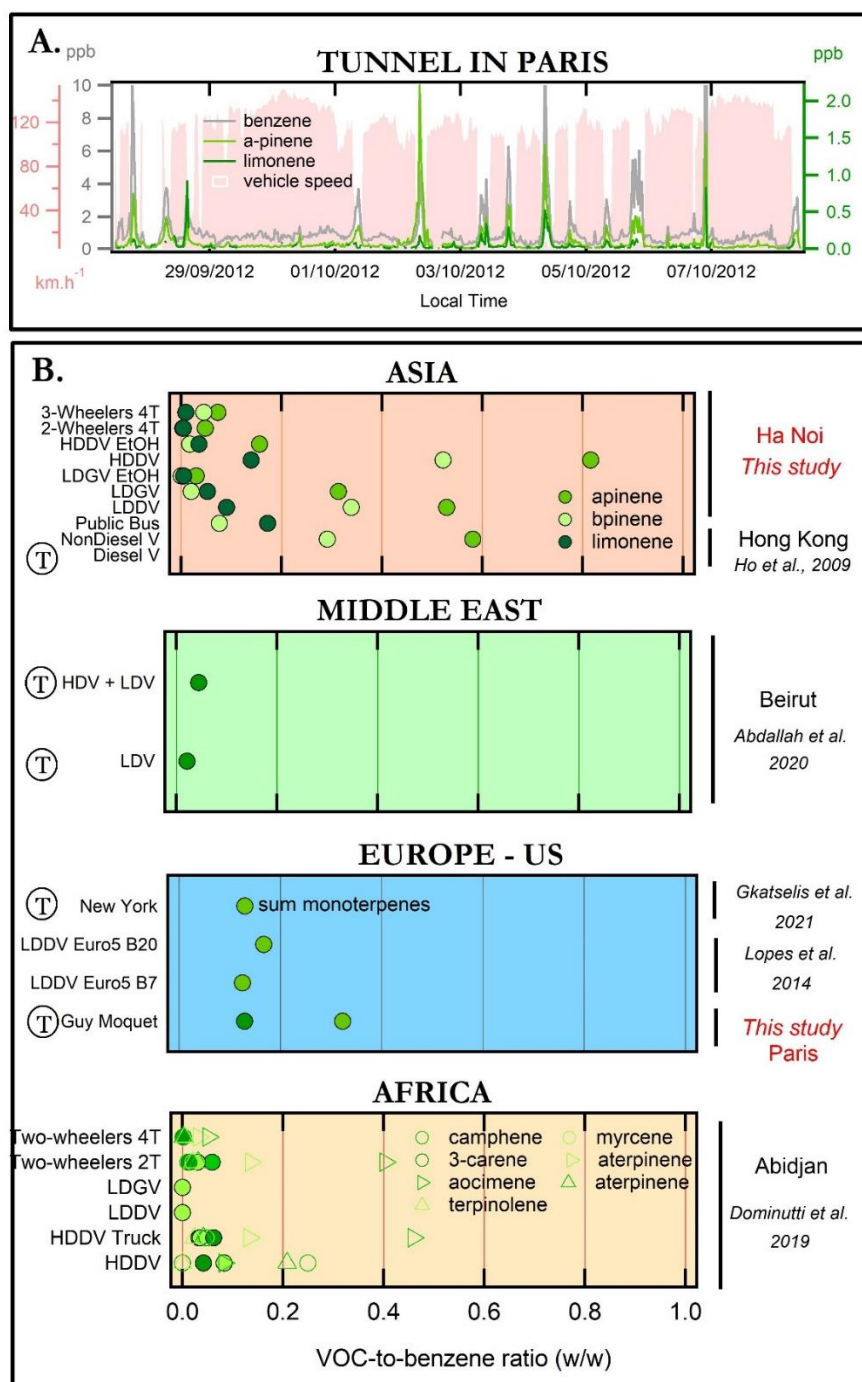 A.
TUNNEL IN PARIS
ppb
ppb
120
80
40
km.h⁻¹
10
8
6
4
2
0
benzene
a-pinene
limonene
vehicle speed
2.0
1.5
1.0
0.5
0.0
29/09/2012 01/10/2012 03/10/2012 05/10/2012 07/10/2012
Local Time
B.
ASIA
3-Wheelers 4T
2-Wheelers 4T
HDDV EtOH
HDDV
LDGV EtOH
LDGV
LDDV
Public Bus
NonDiesel V
T Diesel V
apinene
bpinene
limonene
Ha Noi
This study
Hong Kong
Ho et al., 2009
MIDDLE EAST
T HDV + LDV
T LDV
Beirut
Abdallah et al.
2020
EUROPE - US
T New York
sum monoterpenes
LDDV Euro5 B20
LDDV Euro5 B7
T Guy Moquet
Gkatselis et al.
2021
Lopes et al.
2014
This study
Paris
AFRICA
Two-wheelers 4T
Two-wheelers 2T
LDGV
LDDV
HDDV Truck
HDDV
camphene
3-carene
aocimene
terpinolene
myrcene
aterpinene
aterpinene
Abidjan
Dominutti et al.
2019
0.0 0.2 0.4 0.6 0.8 1.0
VOC-to-benzene ratio (w/w)